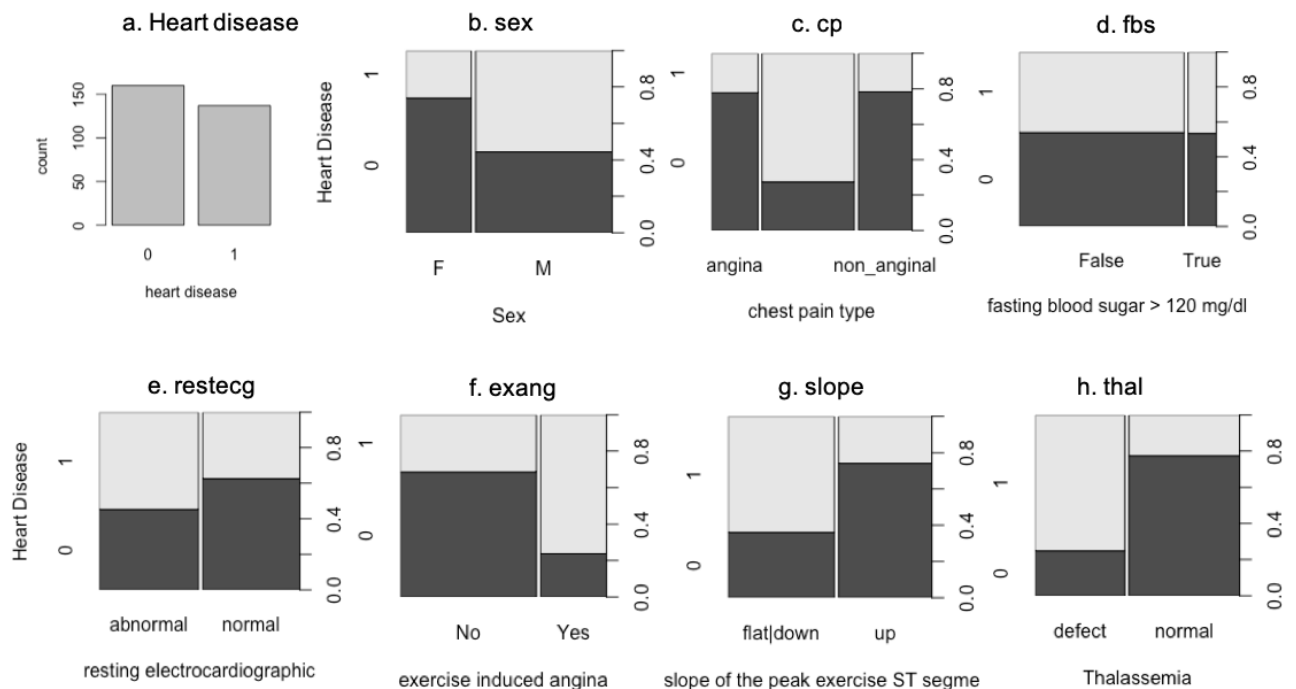 a. Heart disease
count
0
50
100
150
0 1
heart disease
b. sex
Heart Disease
1
0
0.0 0.4 0.8
F M
Sex
c. cp
1
0
0.0 0.4 0.8
angina non_anginal
chest pain type
d. fbs
1
0
0.0 0.4 0.8
False True
fasting blood sugar > 120 mg/dl
e. restecg
Heart Disease
1
0
0.0 0.4 0.8
abnormal normal
resting electrocardiographic
f. exang
1
0
0.0 0.4 0.8
No Yes
exercise induced angina
g. slope
1
0
0.0 0.4 0.8
flat|down up
slope of the peak exercise ST segme
h. thal
1
0
0.0 0.4 0.8
defect normal
Thalassemia